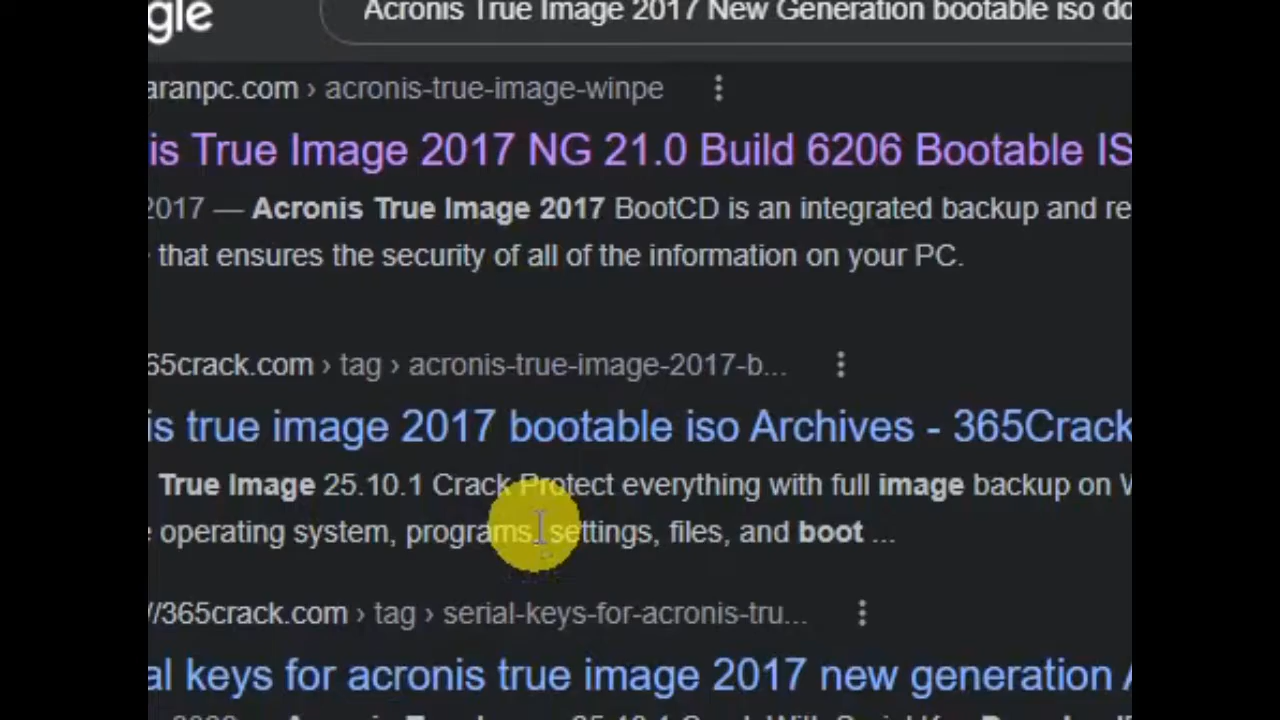 gle Acronis True Image 2017 New Generation bootable iso do
aranpc.com › acronis-true-image-winpe
is True Image 2017 NG 21.0 Build 6206 Bootable IS
2017 — Acronis True Image 2017 BootCD is an integrated backup and re
that ensures the security of all of the information on your PC.
65crack.com › tag › acronis-true-image-2017-b...
is true image 2017 bootable iso Archives - 365Crack
True Image 25.10.1 Crack Protect everything with full image backup on W
operating system, programs, settings, files, and boot ...
//365crack.com › tag › serial-keys-for-acronis-tru...
al keys for acronis true image 2017 new generation A